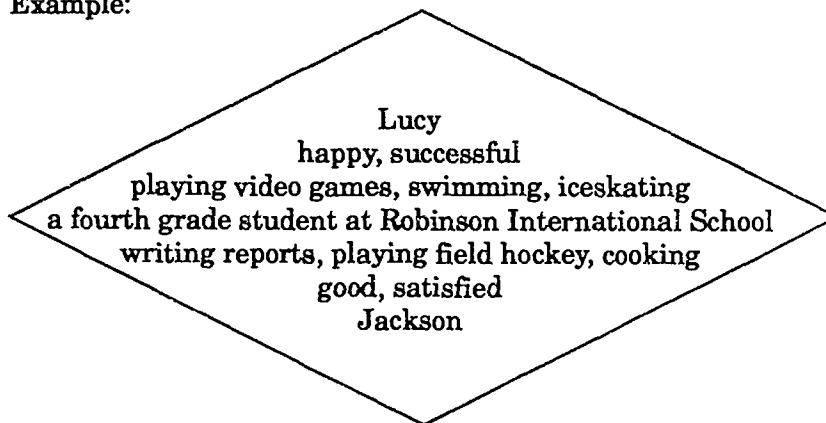 Example:
Lucy
happy, successful
playing video games, swimming, iceskating
a fourth grade student at Robinson International School
writing reports, playing field hockey, cooking
good, satisfied
Jackson